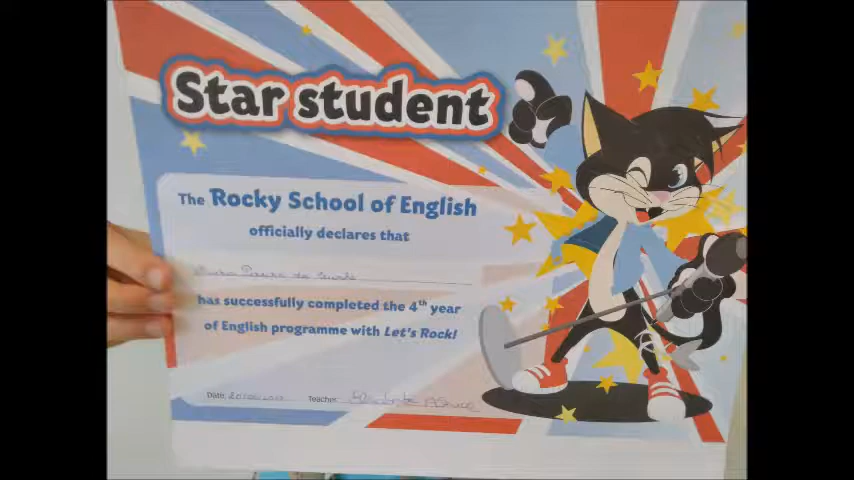 Star student
The Rocky School of English
officially declares that
has successfully completed the 4th year
of English programme with Let's Rock!
Date: Teacher: